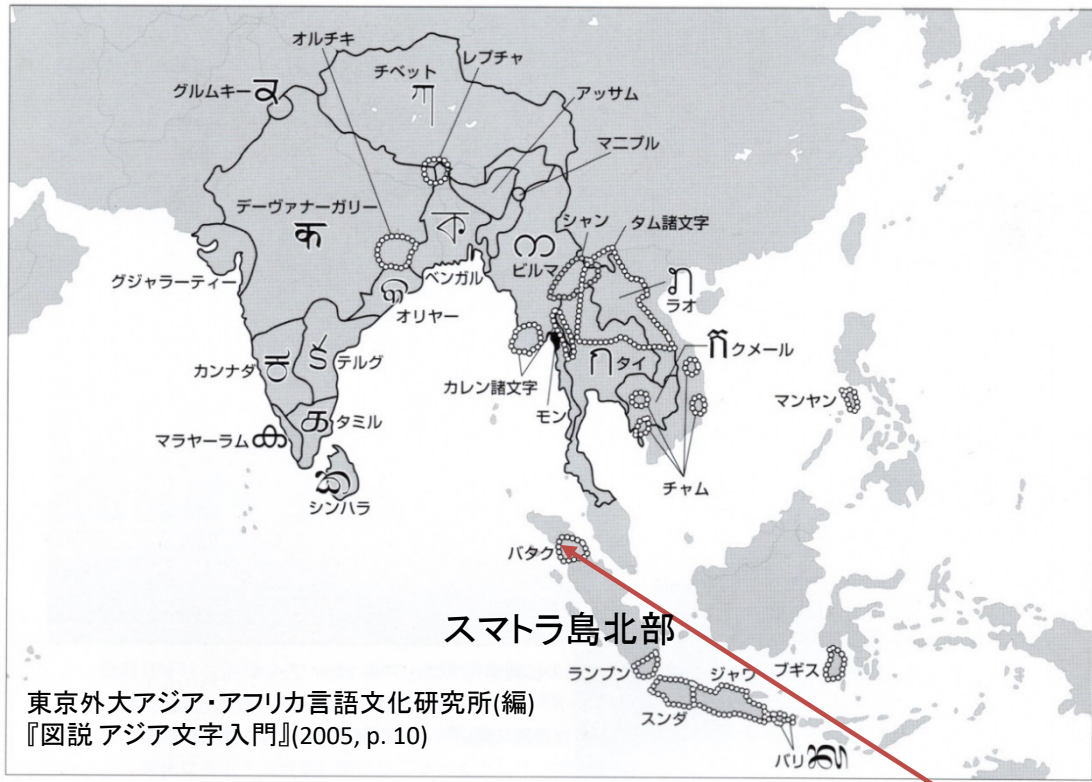 オルチキ
レプチャ
チベット
グルムキー
アッサム
マニプル
デーヴァナーガリー
क
ক
シャン
タム諸文字
ビルマ
グジャラーティー
ベンガル
オリヤー
ラオ
カンナダ
テルグ
カレン諸文字
タイ
ก
クメール
モン
マンヤン
タミル
マラヤーラム
チャム
シンハラ
バタク
スマトラ島北部
ランプン
ジャワ
ブギス
スンダ
バリ
東京外大アジア・アフリカ言語文化研究所(編)
『図説 アジア文字入門』(2005, p. 10)